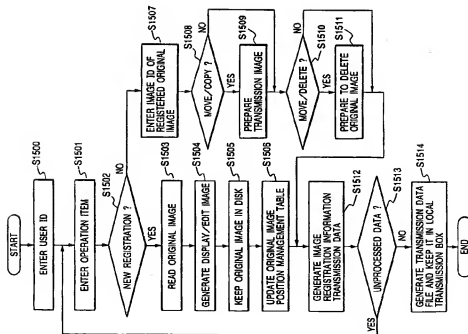 START
S1500
ENTER USER ID
S1501
ENTER OPERATION ITEM
S1502
NEW REGISTRATION ?
NO
YES
S1503
READ ORIGINAL IMAGE
S1504
GENERATE DISPLAY/EDIT IMAGE
S1505
KEEP ORIGINAL IMAGE IN DISK
S1506
UPDATE ORIGINAL IMAGE
POSITION MANAGEMENT TABLE
S1507
ENTER IMAGE ID OF
REGISTERED ORIGINAL
IMAGE
S1508
MOVE/COPY ?
NO
YES
S1509
PREPARE
TRANSMISSION IMAGE
S1510
MOVE/DELETE ?
NO
YES
S1511
PREPARE TO DELETE
ORIGINAL IMAGE
S1512
GENERATE IMAGE
REGISTRATION INFORMATION
TRANSMISSION DATA
S1513
UNPROCESSED DATA ?
YES
NO
S1514
GENERATE TRANSMISSION DATA
FILE AND KEEP IT IN LOCAL
TRANSMISSION BOX
END